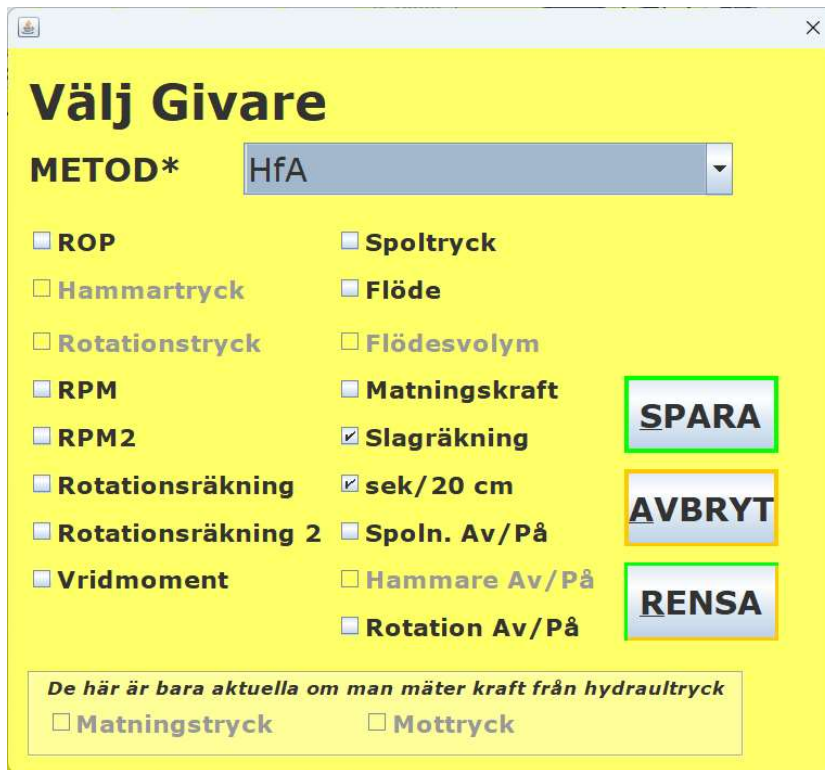 Välj Givare
METOD* HfA
ROP Spoltryck
Hammartryck Flöde
Rotationstryck Flödesvolym
RPM Matningskraft
SPARA
RPM2 Slagräkning
Rotationsräkning sek/20 cm
AVBRYT
Rotationsräkning 2 Spoln. Av/På
Vridmoment Hammare Av/På
RENSA
Rotation Av/På
De här är bara aktuella om man mäter kraft från hydraultryck
Matningstryck Mottryck